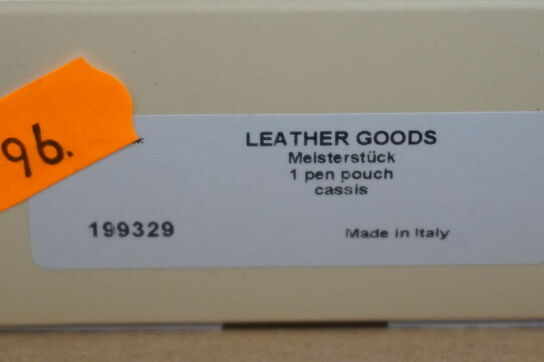 96.
LEATHER GOODS
Meisterstück
1 pen pouch
cassis
199329
Made in Italy